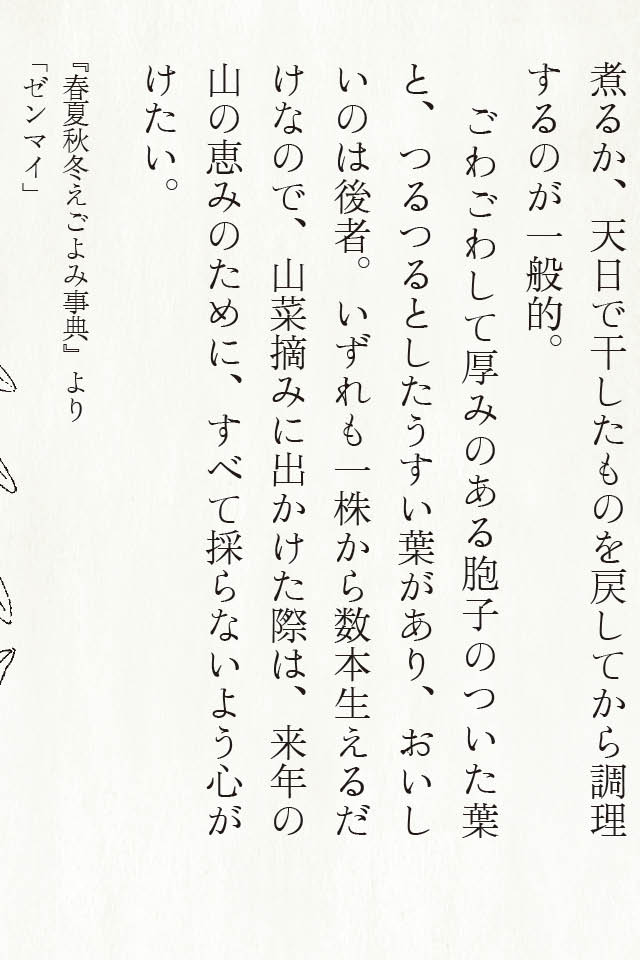 煮るか、天日で干したものを戻してから調理
するのが一般的。
　ごわごわして厚みのある胞子のついた葉
と、つるつるとしたうすい葉があり、おいし
いのは後者。いずれも一株から数本生えるだ
けなので、山菜摘みに出かけた際は、来年の
山の恵みのために、すべて採らないよう心が
けたい。
『春夏秋冬えごよみ事典』より
「ゼンマイ」